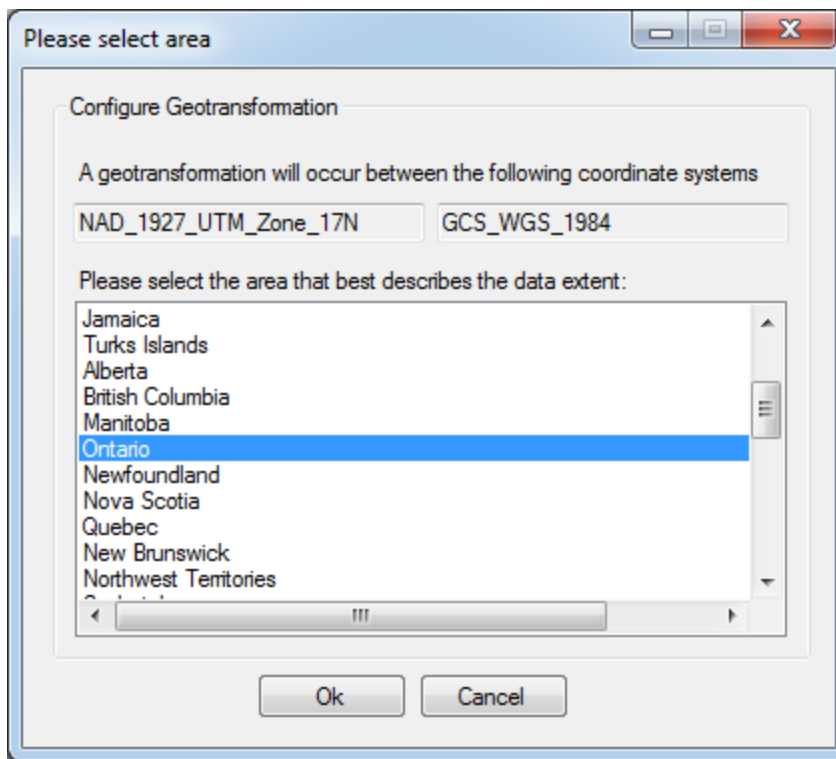 Please select area
Configure Geotransformation
A geotransformation will occur between the following coordinate systems
NAD_1927_UTM_Zone_17N GCS_WGS_1984
Please select the area that best describes the data extent:
Jamaica
Turks Islands
Alberta
British Columbia
Manitoba
Ontario
Newfoundland
Nova Scotia
Quebec
New Brunswick
Northwest Territories
Ok Cancel